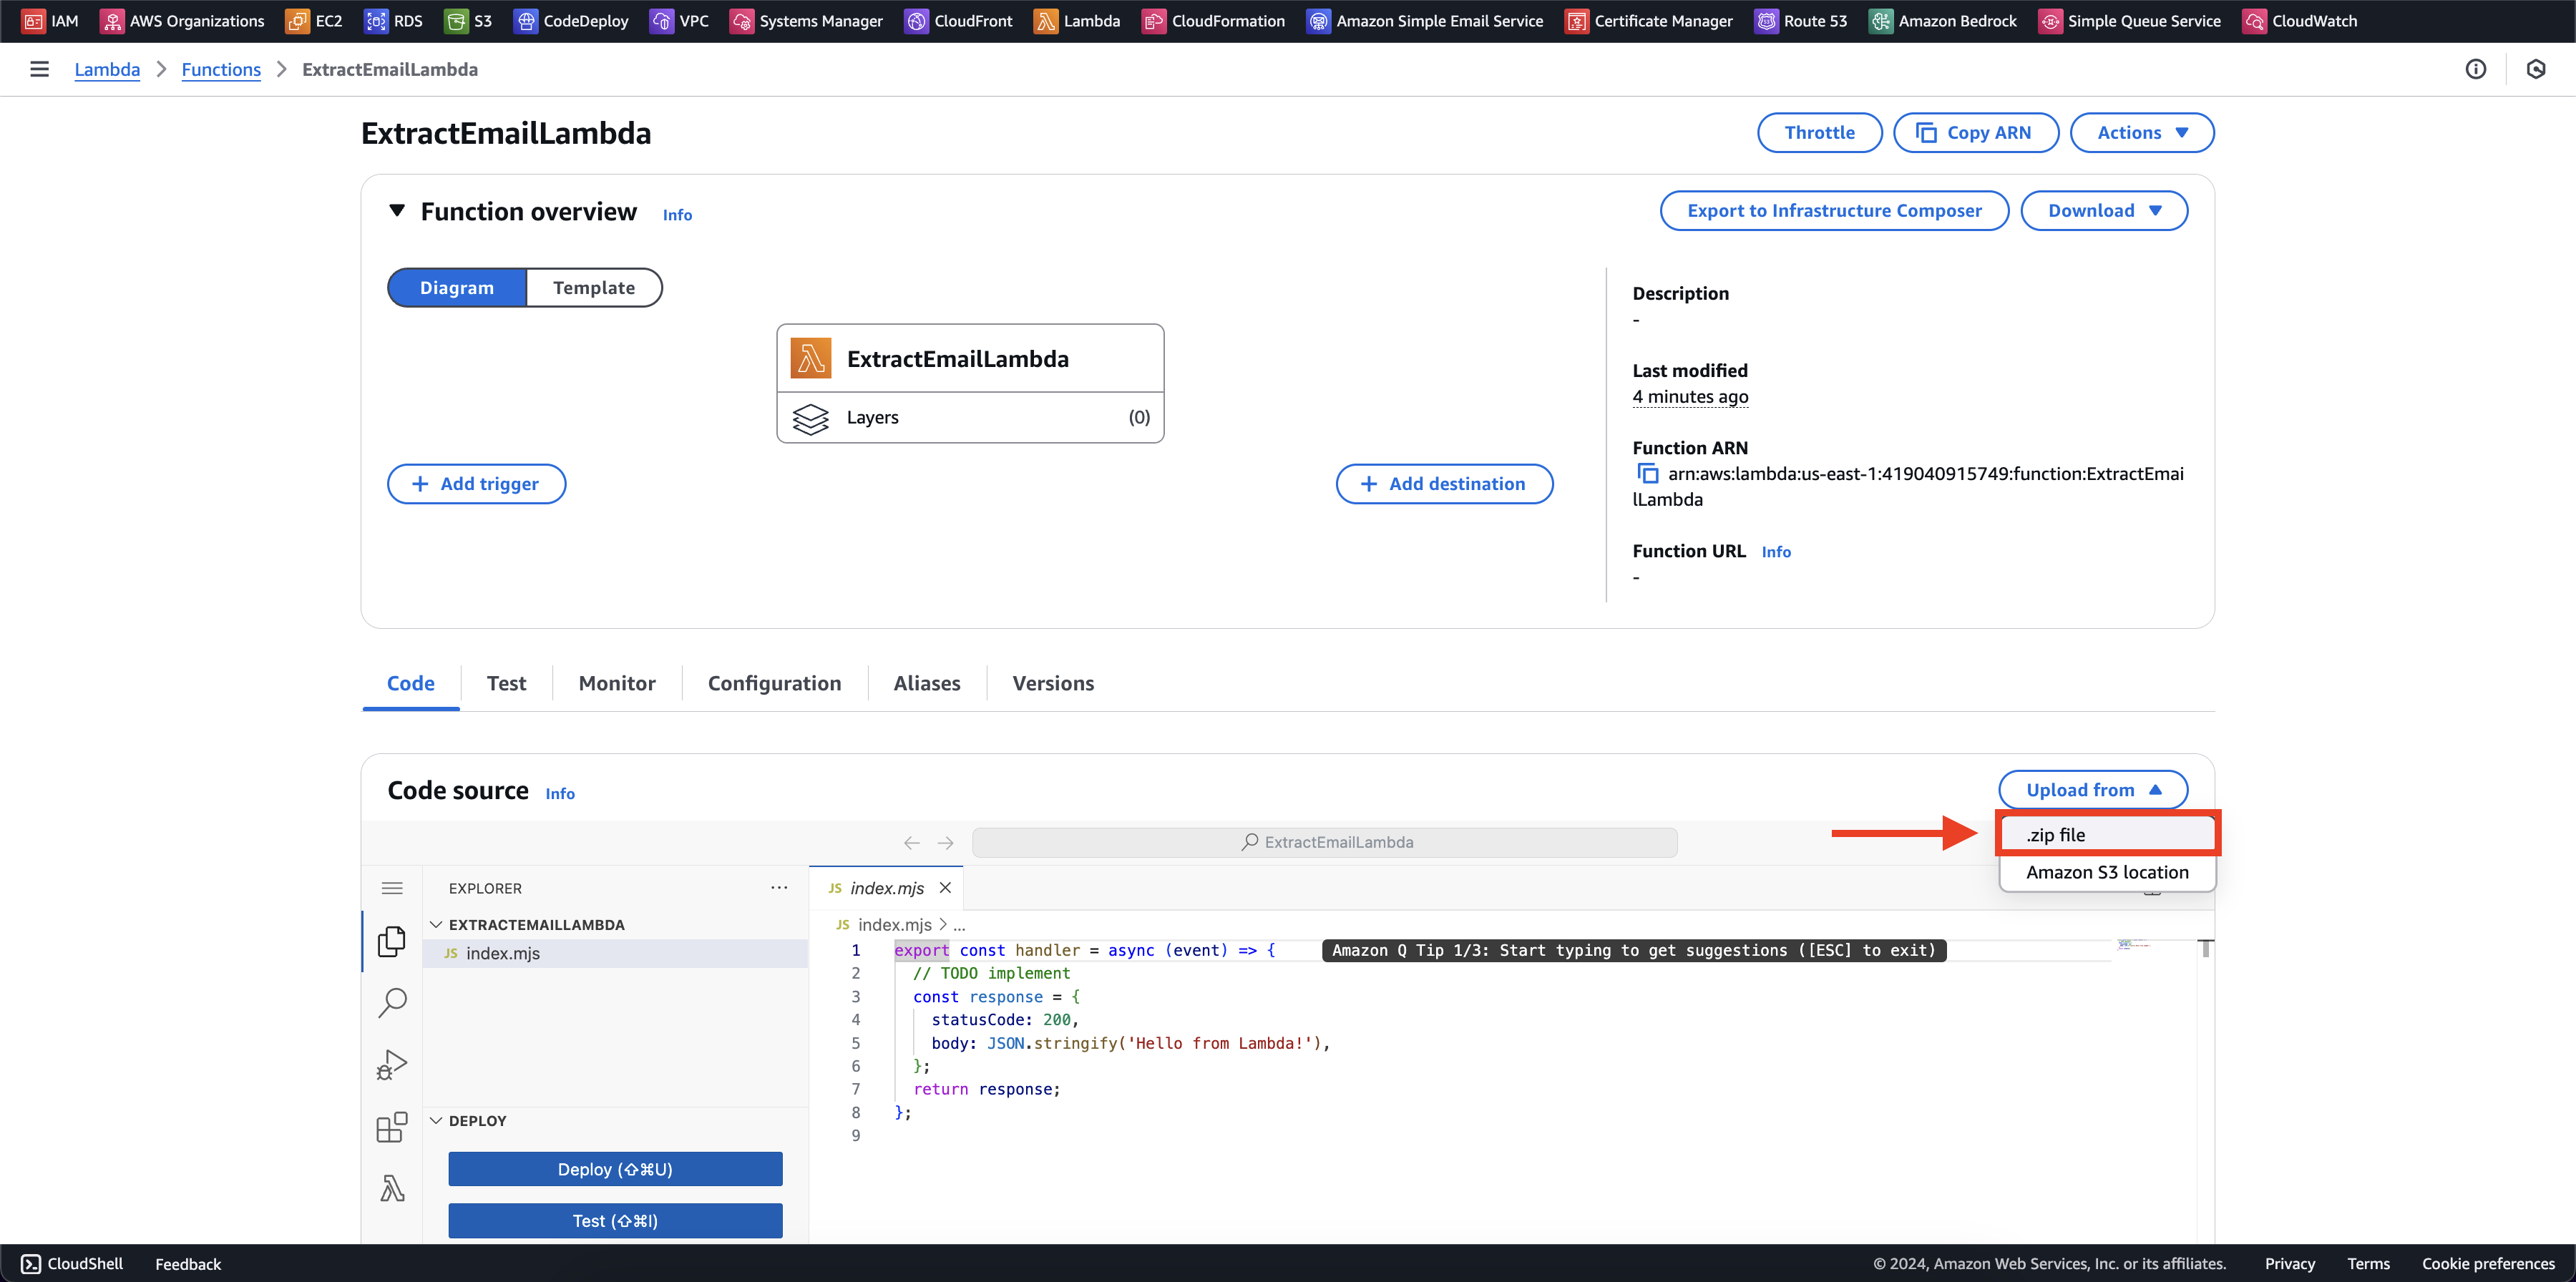 IAM AWS Organizations EC2 RDS S3 CodeDeploy VPC Systems Manager CloudFront Lambda CloudFormation Amazon Simple Email Service Certificate Manager Route 53 Amazon Bedrock Simple Queue Service CloudWatch
Lambda > Functions > ExtractEmailLambda
ExtractEmailLambda
Throttle Copy ARN Actions
Function overview Info
Export to Infrastructure Composer Download
Diagram Template
ExtractEmailLambda
Layers (0)
+ Add trigger
+ Add destination
Description
-
Last modified
4 minutes ago
Function ARN
arn:aws:lambda:us-east-1:419040915749:function:ExtractEmai
lLambda
Function URL Info
-
Code Test Monitor Configuration Aliases Versions
Code source Info
Upload from
.zip file
Amazon S3 location
ExtractEmailLambda
EXPLORER ...
EXTRACTEMAILLAMBDA
JS index.mjs
DEPLOY
Deploy (⇧⌘U)
Test (⇧⌘I)
JS index.mjs ×
JS index.mjs > ...
1 export const handler = async (event) => { Amazon Q Tip 1/3: Start typing to get suggestions ([ESC] to exit)
2 // TODO implement
3 const response = {
4 statusCode: 200,
5 body: JSON.stringify('Hello from Lambda!'),
6 };
7 return response;
8 };
9
CloudShell Feedback
© 2024, Amazon Web Services, Inc. or its affiliates. Privacy Terms Cookie preferences